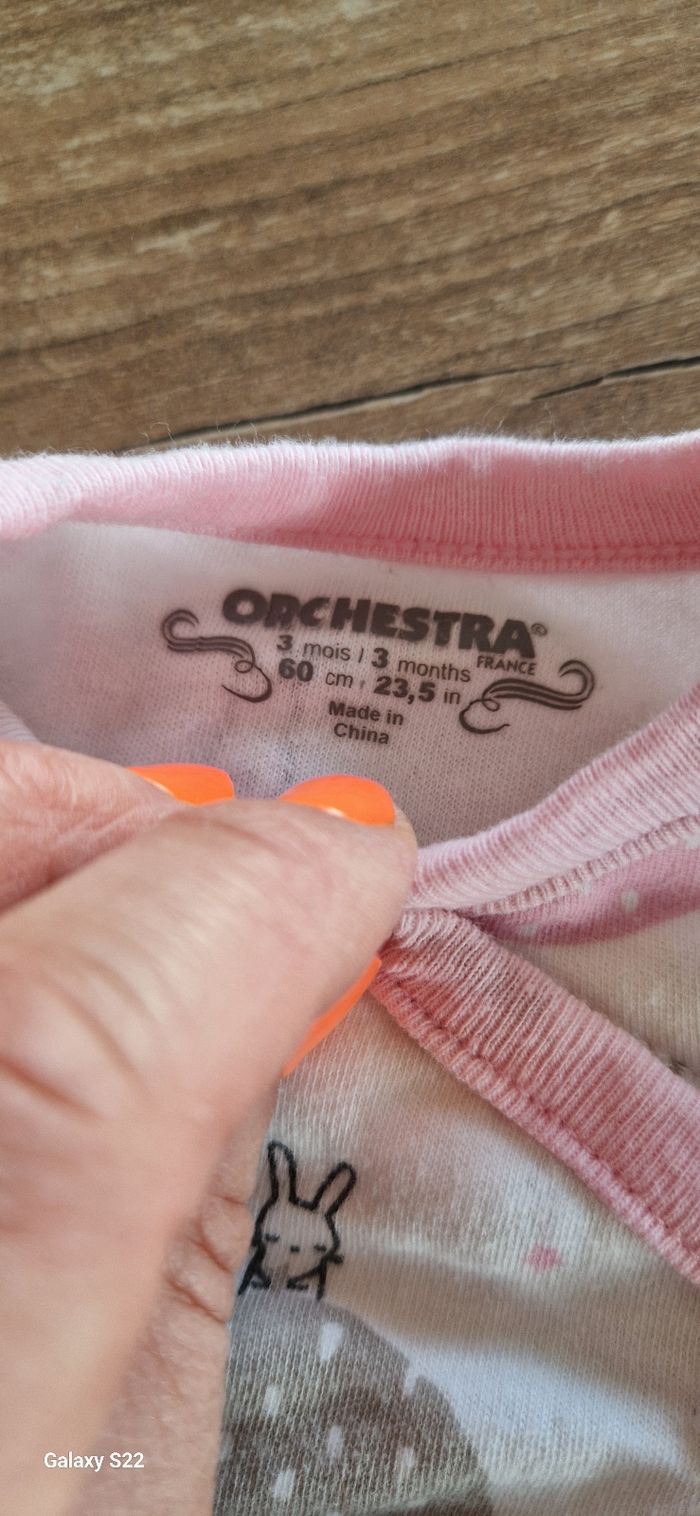 ORCHESTRA®
FRANCE
3 mois / 3 months
60 cm, 23,5 in
Made in
China
Galaxy S22